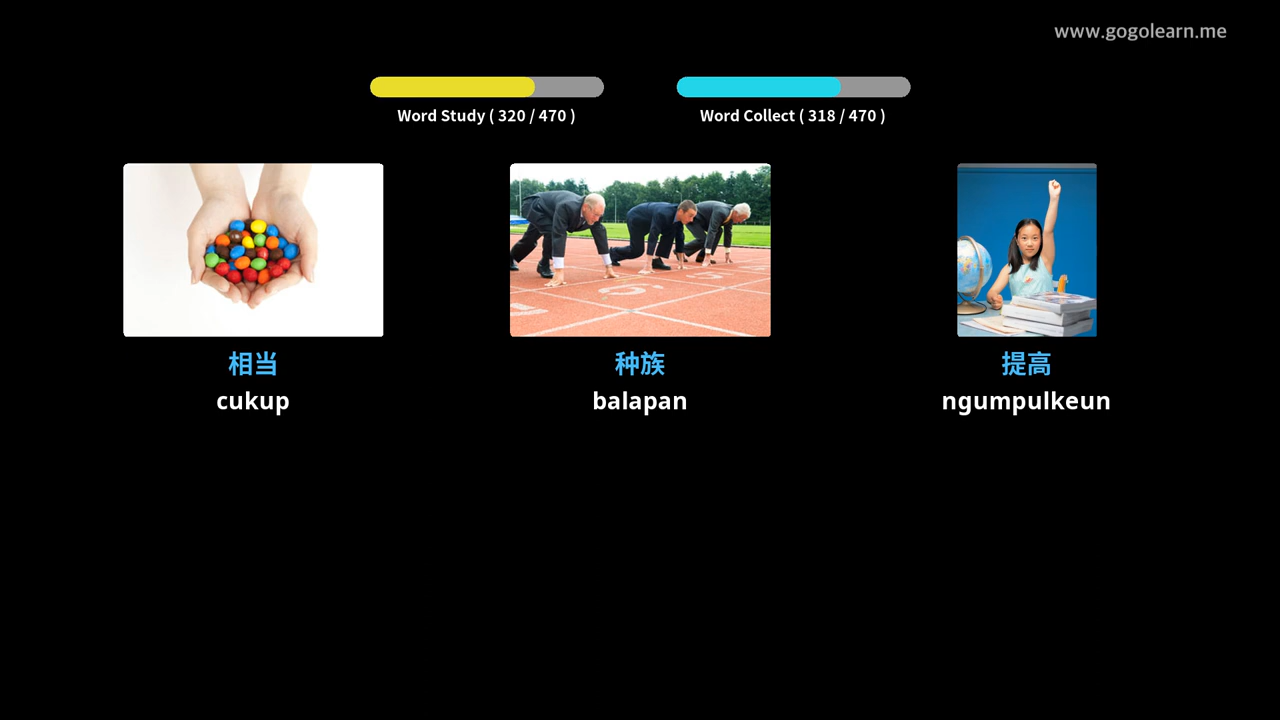 www.gogolearn.me
Word Study ( 320 / 470 )
Word Collect ( 318 / 470 )
相当
cukup
种族
balapan
提高
ngumpulkeun